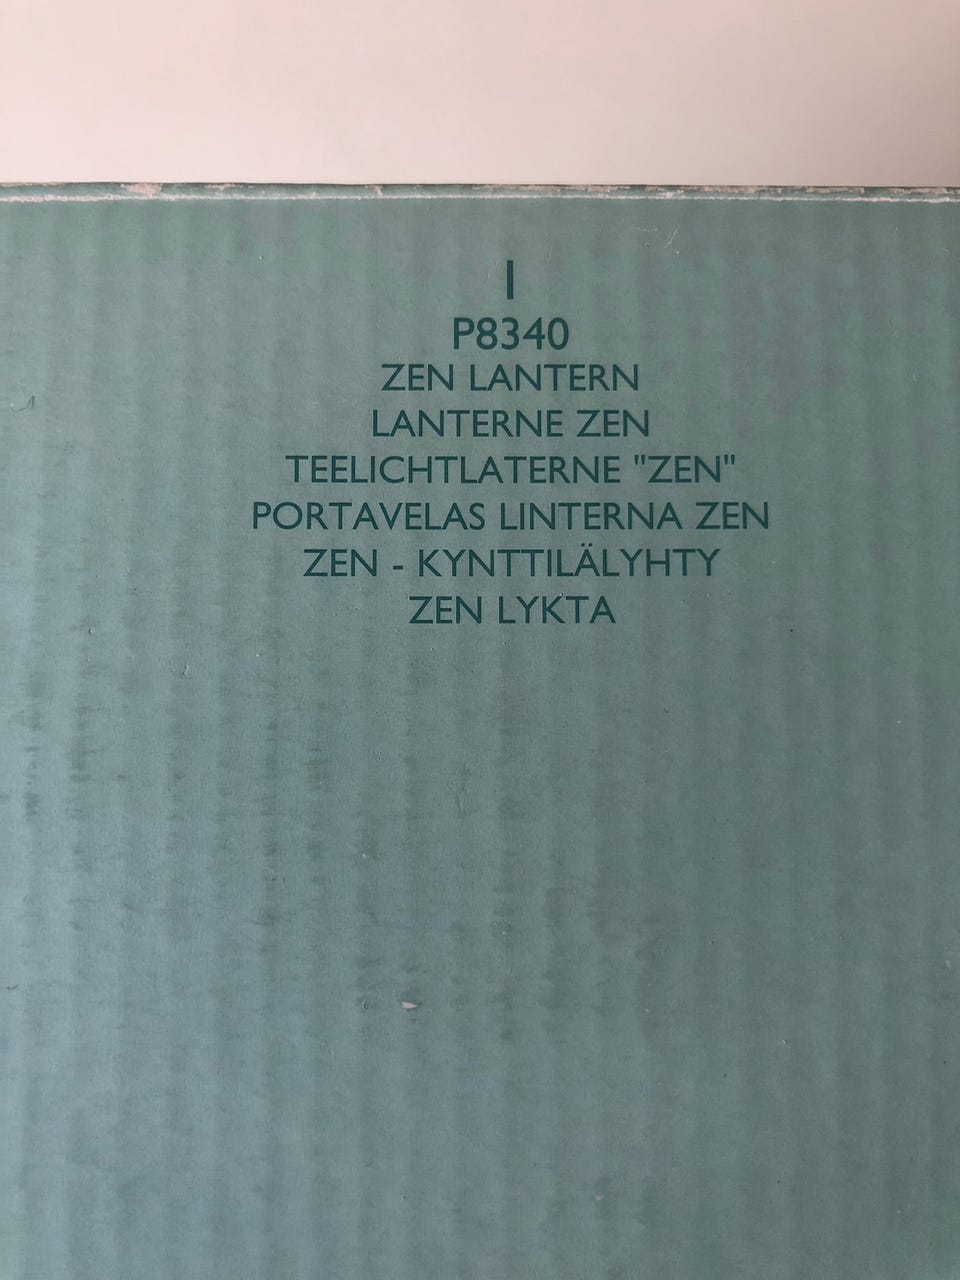 1
P8340
ZEN LANTERN
LANTERNE ZEN
TEELICHTLATERNE "ZEN"
PORTAVELAS LINTERNA ZEN
ZEN - KYNTTILÄLYHTY
ZEN LYKTA